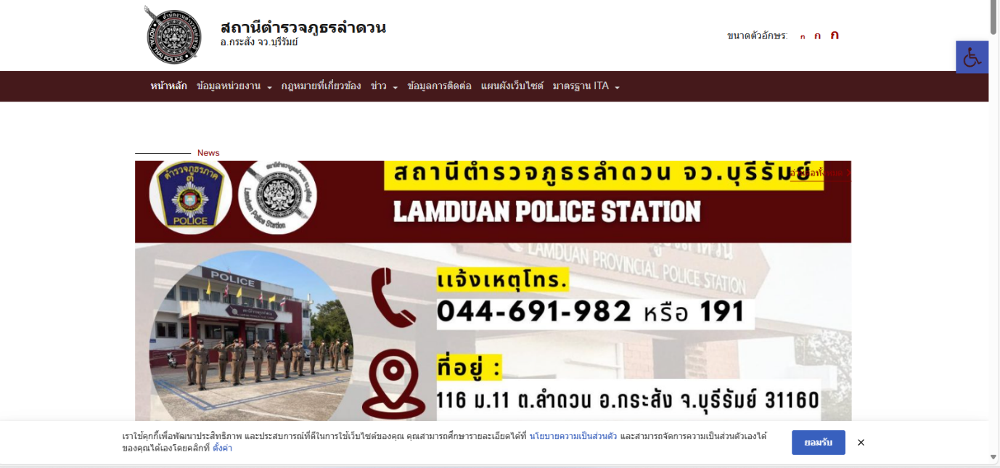 สถานีตำรวจภูธรลำดวน
อ.กระสัง จว.บุรีรัมย์
ROYAL THAI POLICE
ขนาดตัวอักษร: ก ก ก
หน้าหลัก ข้อมูลหน่วยงาน กฎหมายที่เกี่ยวข้อง ข่าว ข้อมูลการติดต่อ แผนผังเว็บไซต์ มาตรฐาน ITA
News
ตำรวจภูธรภาค ๓
POLICE
Lamduan Police Station
สถานีตำรวจภูธรลำดวน จว.บุรีรัมย์
LAMDUAN POLICE STATION
LAMDUAN PROVINCIAL POLICE STATION
POLICE
แจ้งเหตุโทร.
044-691-982 หรือ 191
ที่อยู่ :
116 ม.11 ต.ลำดวน อ.กระสัง จ.บุรีรัมย์ 31160
เราใช้คุกกี้เพื่อพัฒนาประสิทธิภาพ และประสบการณ์ที่ดีในการใช้เว็บไซต์ของคุณ คุณสามารถศึกษารายละเอียดได้ที่ นโยบายความเป็นส่วนตัว และสามารถจัดการความเป็นส่วนตัวเองได้
ของคุณได้เองโดยคลิกที่ ตั้งค่า
ยอมรับ